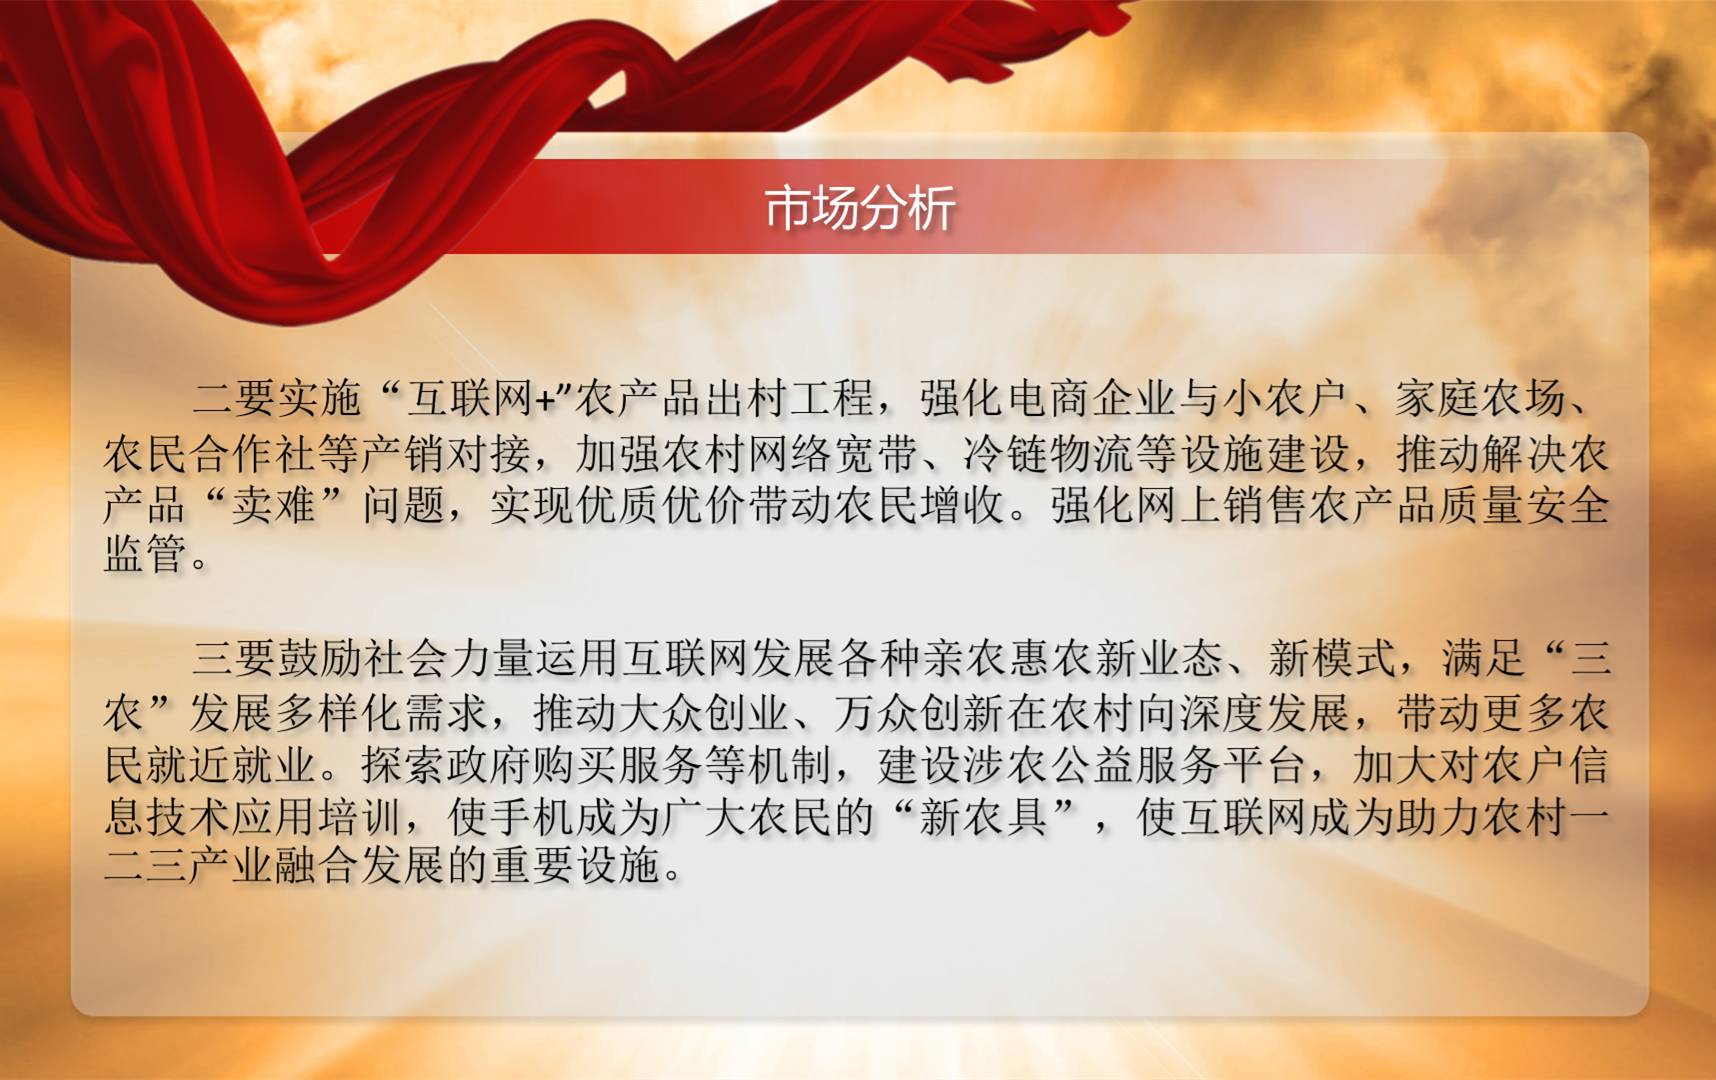 市场分析
二要实施“互联网+”农产品出村工程，强化电商企业与小农户、家庭农场、
农民合作社等产销对接，加强农村网络宽带、冷链物流等设施建设，推动解决农
产品“卖难”问题，实现优质优价带动农民增收。强化网上销售农产品质量安全
监管。
三要鼓励社会力量运用互联网发展各种亲农惠农新业态、新模式，满足“三
农”发展多样化需求，推动大众创业、万众创新在农村向深度发展，带动更多农
民就近就业。探索政府购买服务等机制，建设涉农公益服务平台，加大对农户信
息技术应用培训，使手机成为广大农民的“新农具”，使互联网成为助力农村一
二三产业融合发展的重要设施。